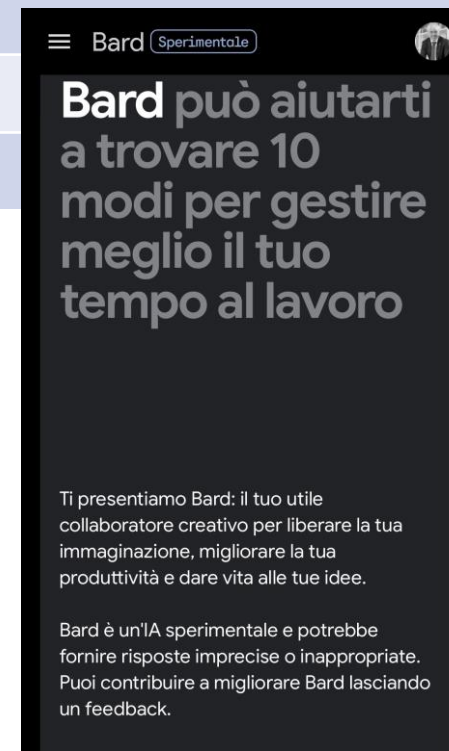 Bard Sperimentale
Bard può aiutarti
a trovare 10
modi per gestire
meglio il tuo
tempo al lavoro
Ti presentiamo Bard: il tuo utile
collaboratore creativo per liberare la tua
immaginazione, migliorare la tua
produttività e dare vita alle tue idee.
Bard è un'IA sperimentale e potrebbe
fornire risposte imprecise o inappropriate.
Puoi contribuire a migliorare Bard lasciando
un feedback.